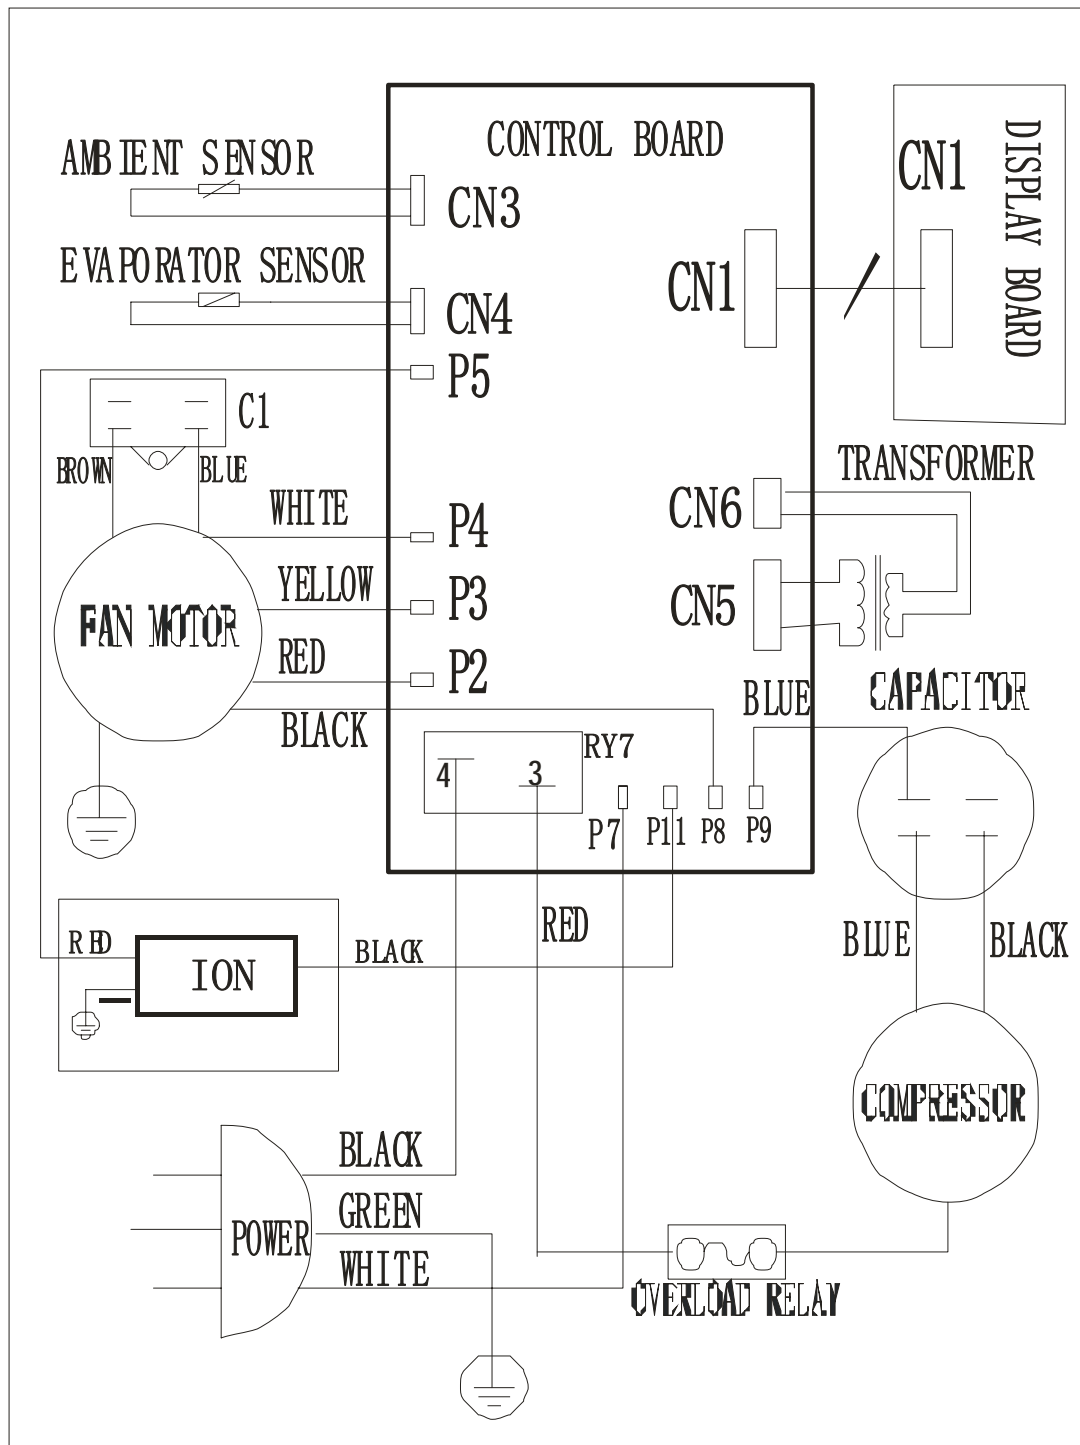 CONTROL BOARD
AMBIENT SENSOR
CN3
EVAPORATOR SENSOR
CN4
P5
C1
BROWN
BLUE
WHITE
P4
YELLOW
P3
FAN MOTOR
RED
P2
BLACK
CN1
CN1
DISPLAY BOARD
TRANSFORMER
CN6
CN5
BLUE
CAPACITOR
RY7
4
3
P7
P11
P8
P9
RED
RED
ION
BLACK
BLUE
BLACK
COMPRESSOR
BLACK
GREEN
POWER
WHITE
OVERLOAD RELAY